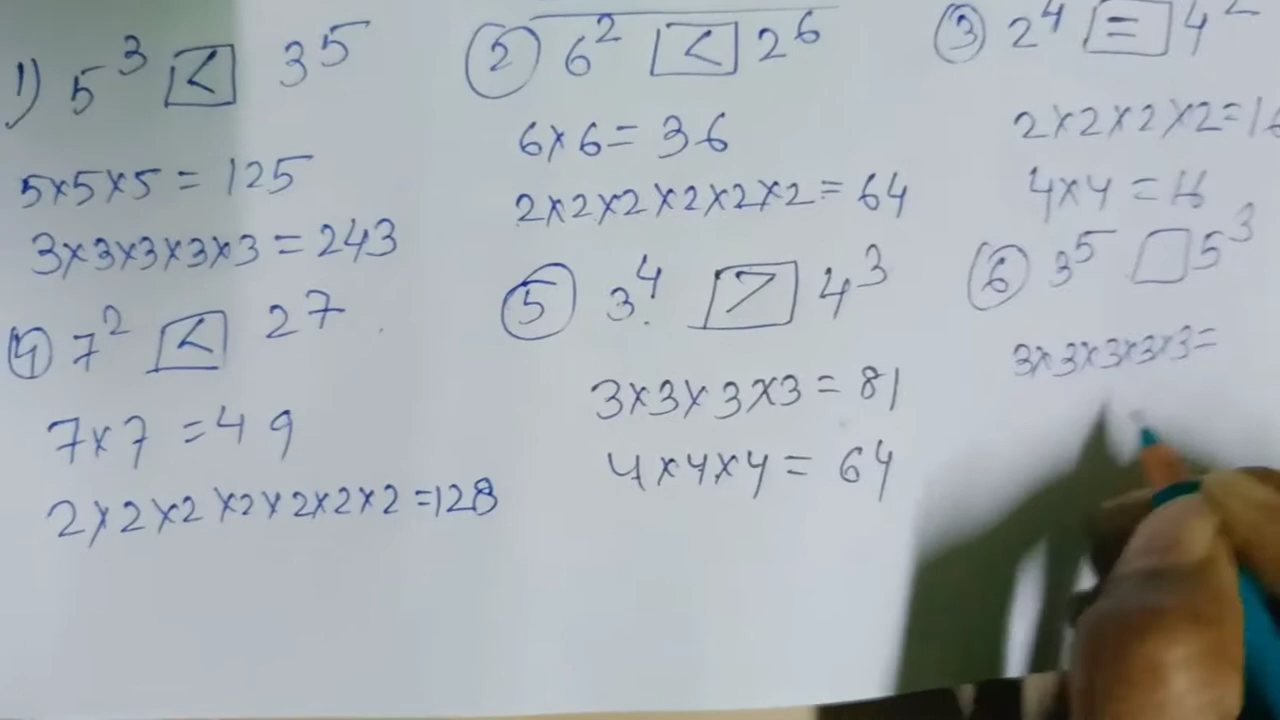 1) 5³ < 3⁵
5×5×5 = 125
3×3×3×3×3 = 243
② 6² < 2⁶
6×6 = 36
2×2×2×2×2×2 = 64
③ 2⁴ = 4²
2×2×2×2 = 16
4×4 = 16
④ 7² < 2⁷
7×7 = 49
2×2×2×2×2×2×2 = 128
⑤ 3⁴ > 4³
3×3×3×3 = 81
4×4×4 = 64
⑥ 3⁵ □ 5³
3×3×3×3×3 =